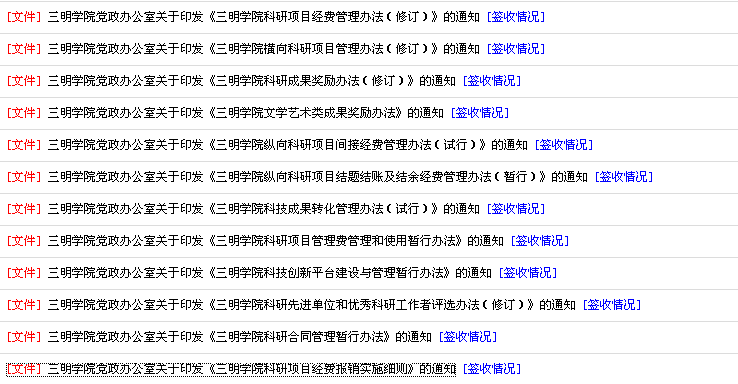 [文件] 三明学院党政办公室关于印发《三明学院科研项目经费管理办法（修订）》的通知 [签收情况]
[文件] 三明学院党政办公室关于印发《三明学院横向科研项目管理办法（修订）》的通知 [签收情况]
[文件] 三明学院党政办公室关于印发《三明学院科研成果奖励办法（修订）》的通知 [签收情况]
[文件] 三明学院党政办公室关于印发《三明学院文学艺术类成果奖励办法》的通知 [签收情况]
[文件] 三明学院党政办公室关于印发《三明学院纵向科研项目间接经费管理办法（试行）》的通知 [签收情况]
[文件] 三明学院党政办公室关于印发《三明学院纵向科研项目结题结账及结余经费管理办法（暂行）》的通知 [签收情况]
[文件] 三明学院党政办公室关于印发《三明学院科技成果转化管理办法（试行）》的通知 [签收情况]
[文件] 三明学院党政办公室关于印发《三明学院科研项目管理费管理和使用暂行办法》的通知 [签收情况]
[文件] 三明学院党政办公室关于印发《三明学院科技创新平台建设与管理暂行办法》的通知 [签收情况]
[文件] 三明学院党政办公室关于印发《三明学院科研先进单位和优秀科研工作者评选办法（修订）》的通知 [签收情况]
[文件] 三明学院党政办公室关于印发《三明学院科研合同管理暂行办法》的通知 [签收情况]
[文件] 三明学院党政办公室关于印发《三明学院科研项目经费报销实施细则》的通知 [签收情况]